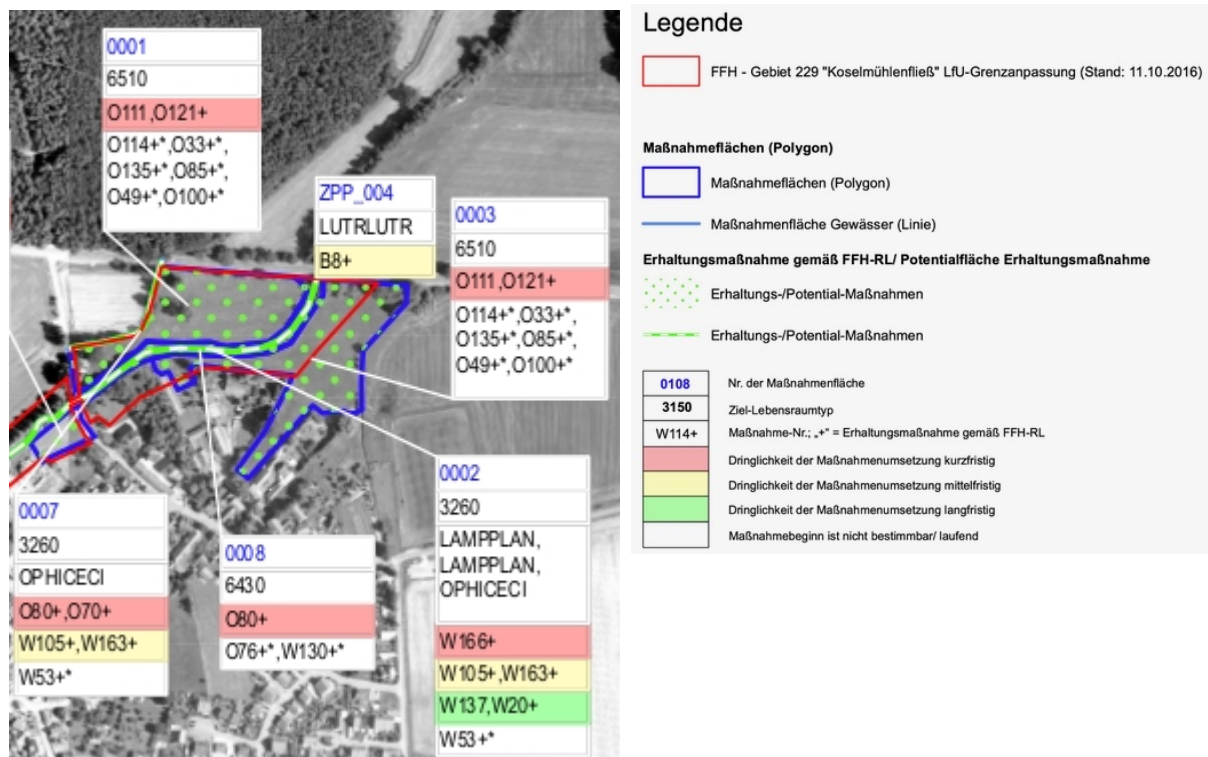 0001
6510
O111,O121+
O114+*,O33+*,
O135+*,O85+*,
O49+*,O100+*
ZPP_004
LUTRLUTR
B8+
0003
6510
O111,O121+
O114+*,O33+*,
O135+*,O85+*,
O49+*,O100+*
0007
3260
OPHICECI
O80+,O70+
W105+,W163+
W53+*
0008
6430
O80+
O76+*,W130+*
0002
3260
LAMPPLAN,
LAMPPLAN,
OPHICECI
W166+
W105+,W163+
W137,W20+
W53+*
Legende
FFH - Gebiet 229 "Koselmühlenfließ" LfU-Grenzanpassung (Stand: 11.10.2016)
Maßnahmeflächen (Polygon)
Maßnahmeflächen (Polygon)
Maßnahmenfläche Gewässer (Linie)
Erhaltungsmaßnahme gemäß FFH-RL/ Potentialfläche Erhaltungsmaßnahme
Erhaltungs-/Potential-Maßnahmen
Erhaltungs-/Potential-Maßnahmen
0108 Nr. der Maßnahmenfläche
3150 Ziel-Lebensraumtyp
W114+ Maßnahme-Nr.; „+“ = Erhaltungsmaßnahme gemäß FFH-RL
Dringlichkeit der Maßnahmenumsetzung kurzfristig
Dringlichkeit der Maßnahmenumsetzung mittelfristig
Dringlichkeit der Maßnahmenumsetzung langfristig
Maßnahmebeginn ist nicht bestimmbar/ laufend